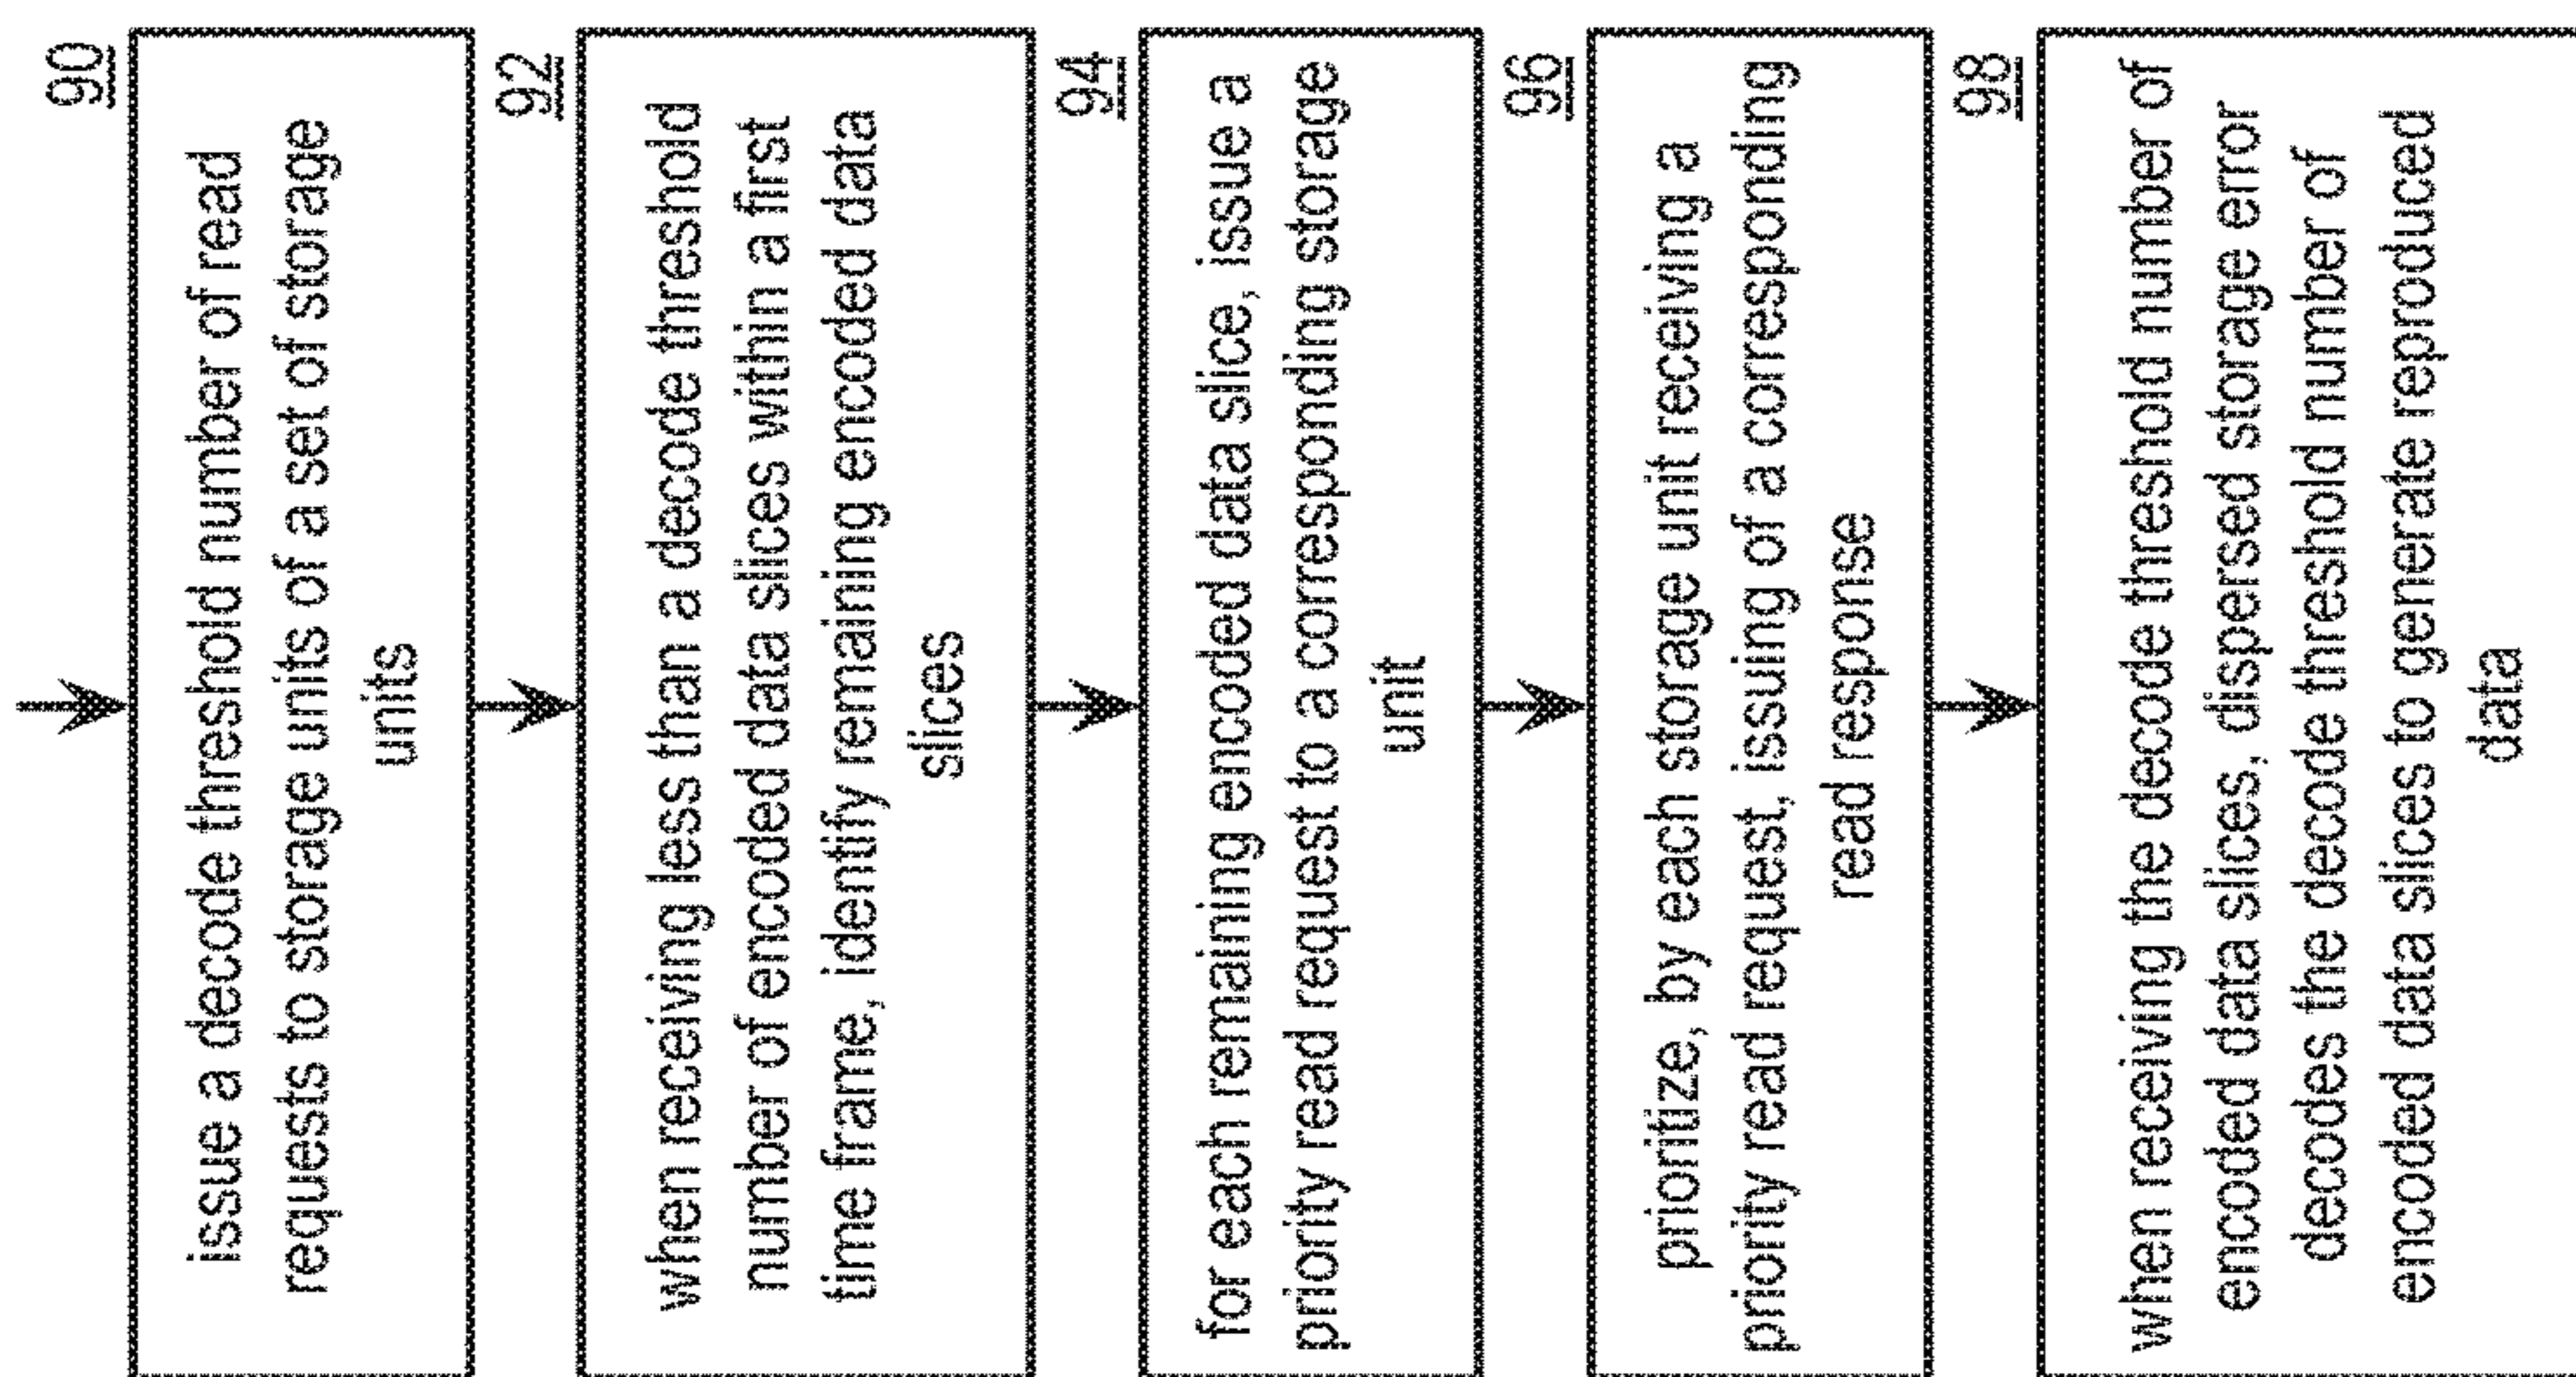 90
issue a decode threshold number of read
requests to storage units of a set of storage
units
92
when receiving less than a decode threshold
number of encoded data slices within a first
time frame, identify remaining encoded data
slices
94
for each remaining encoded data slice, issue a
priority read request to a corresponding storage
unit
96
prioritize, by each storage unit receiving a
priority read request, issuing of a corresponding
read response
98
when receiving the decode threshold number of
encoded data slices, dispersed storage error
decodes the decode threshold number of
encoded data slices to generate reproduced
data